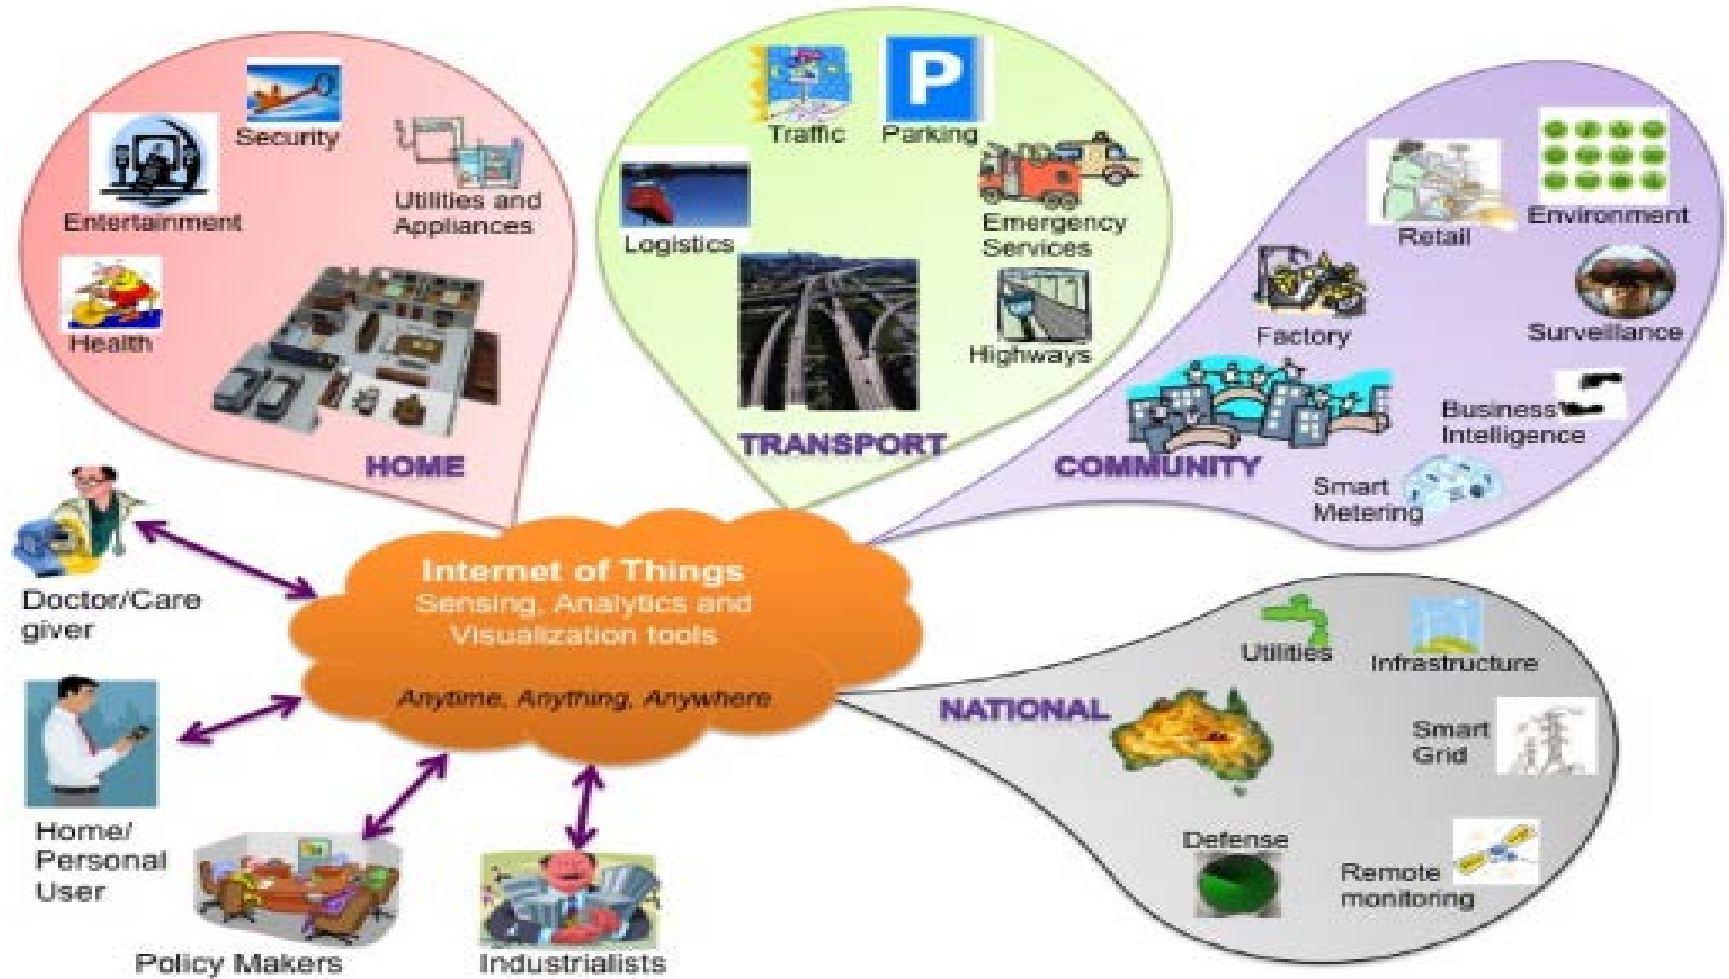 Security
Entertainment
Utilities and
Appliances
Health
HOME
Traffic
P
Parking
Logistics
Emergency
Services
Highways
TRANSPORT
Retail
Environment
Factory
Surveillance
Business
Intelligence
COMMUNITY
Smart
Metering
Internet of Things
Sensing, Analytics and
Visualization tools
Anytime, Anything, Anywhere
Doctor/Care
giver
Home/
Personal
User
Policy Makers
Industrialists
NATIONAL
Utilities
Infrastructure
Smart
Grid
Defense
Remote
monitoring